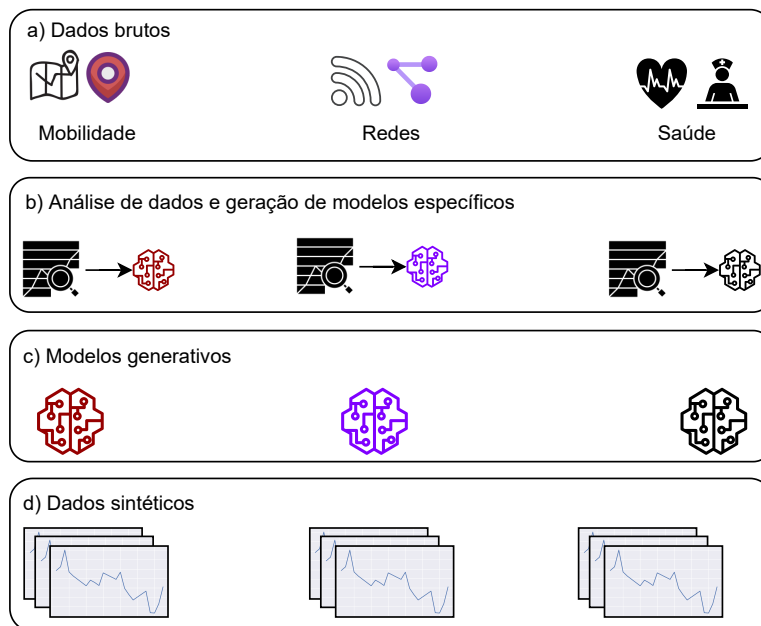 a) Dados brutos
Mobilidade
Redes
Saúde
b) Análise de dados e geração de modelos específicos
c) Modelos generativos
d) Dados sintéticos